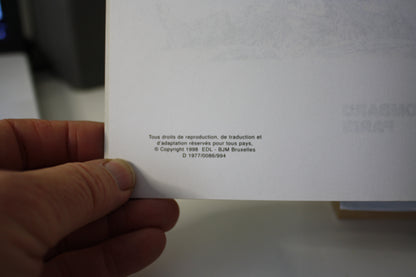 Tous droits de reproduction, de traduction et
d'adaptation réservés pour tous pays,
© Copyright 1998 EDL - BJM Bruxelles
D 1977/0086/994